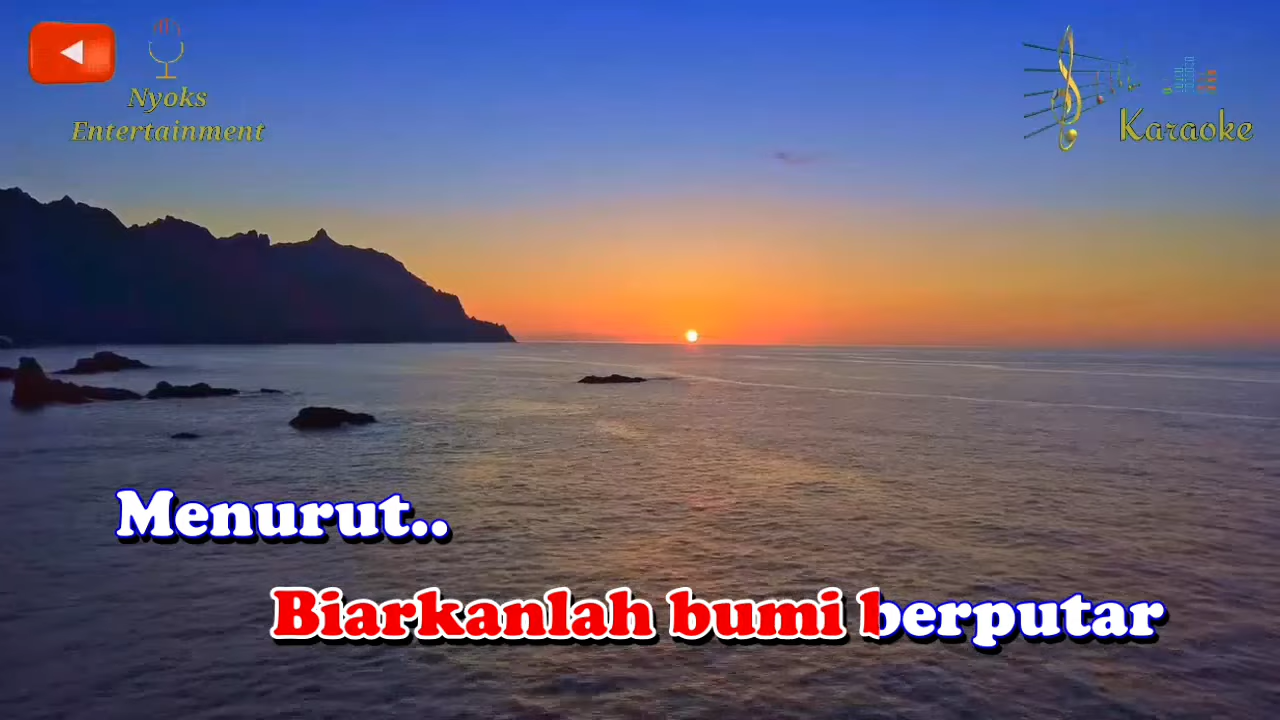 Nyoks
Entertainment
Karaoke
Menurut..
Biarkanlah bumi berputar